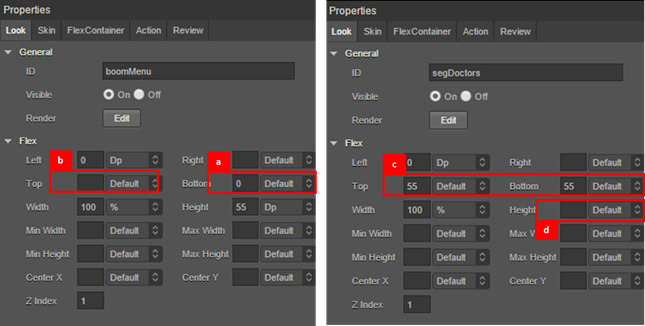 Properties
Look Skin FlexContainer Action Review
General
ID boomMenu
Visible On Off
Render Edit
Flex
Left b 0 Dp Right a Default
Top Default Bottom 0 Default
Width 100 % Height 55 Dp
Min Width Default Max Width Default
Min Height Default Max Height Default
Center X Default Center Y Default
Z Index 1
Properties
Look Skin FlexContainer Action Review
General
ID segDoctors
Visible On Off
Render Edit
Flex
Left c 0 Dp Right Default
Top 55 Default Bottom 55 Default
Width 100 % Height Default
Min Width Default Max W d Default
Min Height Default Max Height Default
Center X Default Center Y Default
Z Index 1